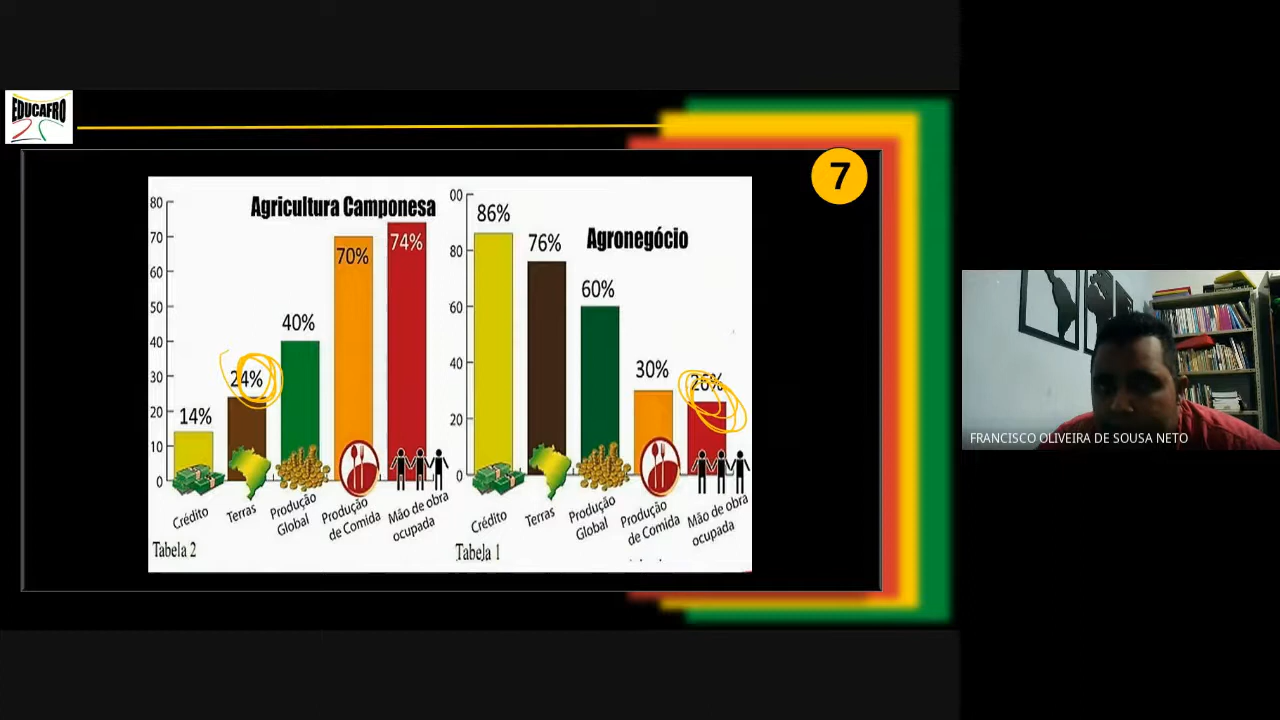 EDUCAFRO
7
Agricultura Camponesa
80
70
60
50
40
30
20
10
0
14%
24%
40%
70%
74%
Crédito
Terras
Produção
Global
Produção
de Comida
Mão de obra
ocupada
Tabela 2
Agronegócio
00
80
60
40
20
0
86%
76%
60%
30%
26%
Crédito
Terras
Produção
Global
Produção
de Comida
Mão de obra
ocupada
Tabela 1
FRANCISCO OLIVEIRA DE SOUSA NETO